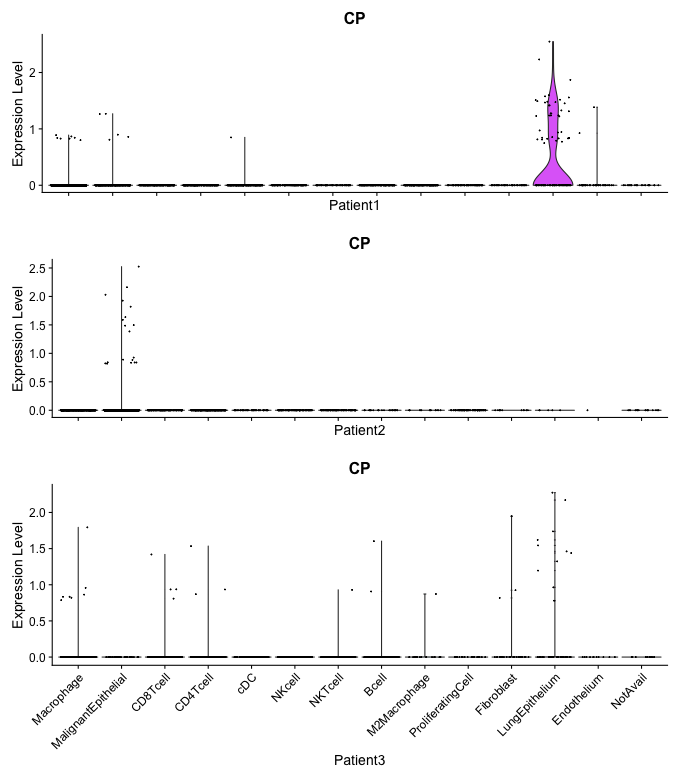 CP
Expression Level
2
1
0
Patient1
CP
Expression Level
2.5
2.0
1.5
1.0
0.5
0.0
Patient2
CP
Expression Level
2.0
1.5
1.0
0.5
0.0
Macrophage
MalignantEpithelial
CD8Tcell
CD4Tcell
cDC
NKcell
NKTcell
Bcell
M2Macrophage
ProliferatingCell
Fibroblast
LungEpithelium
Endothelium
NotAvail
Patient3